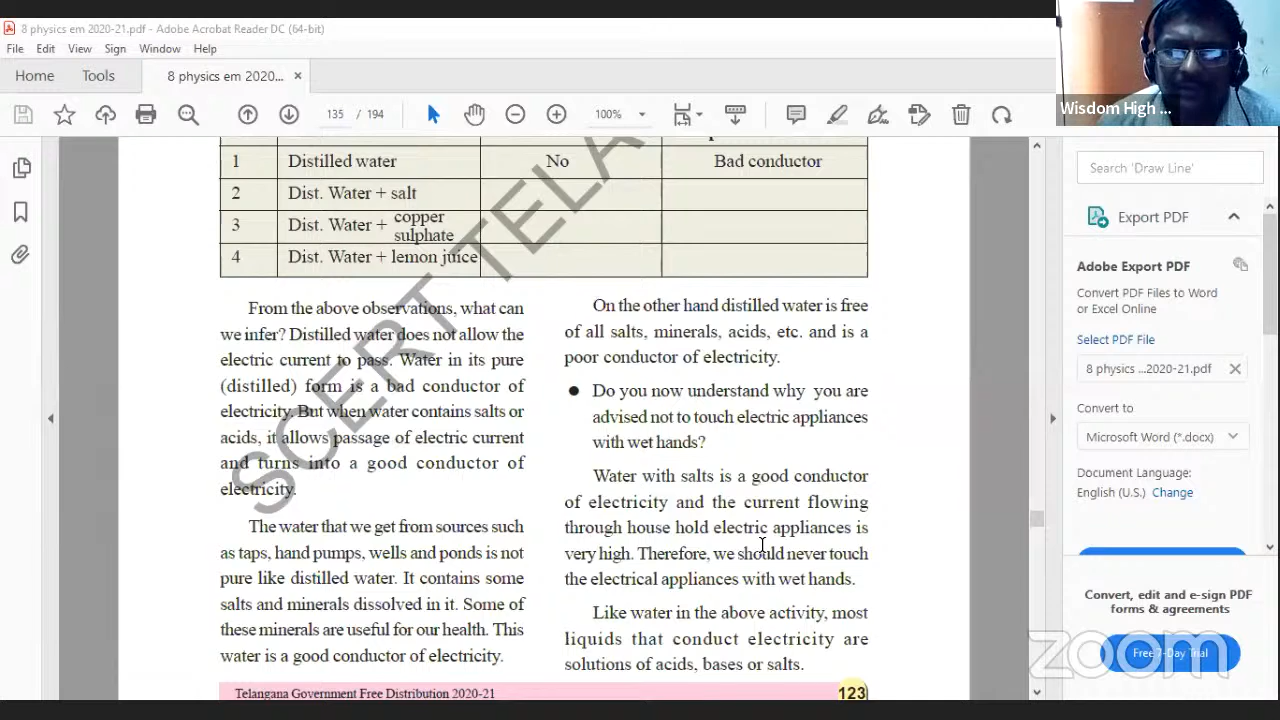 8 physics em 2020-21.pdf - Adobe Acrobat Reader DC (64-bit)
File Edit View Sign Window Help
Home Tools 8 physics em 2020... ×
135 / 194 100%
Wisdom High ...
1 Distilled water No Bad conductor
2 Dist. Water + salt
3 Dist. Water + copper sulphate
4 Dist. Water + lemon juice
SCERT TELA
From the above observations, what can
we infer? Distilled water does not allow the
electric current to pass. Water in its pure
(distilled) form is a bad conductor of
electricity. But when water contains salts or
acids, it allows passage of electric current
and turns into a good conductor of
electricity.
The water that we get from sources such
as taps, hand pumps, wells and ponds is not
pure like distilled water. It contains some
salts and minerals dissolved in it. Some of
these minerals are useful for our health. This
water is a good conductor of electricity.
On the other hand distilled water is free
of all salts, minerals, acids, etc. and is a
poor conductor of electricity.
● Do you now understand why you are
advised not to touch electric appliances
with wet hands?
Water with salts is a good conductor
of electricity and the current flowing
through house hold electric appliances is
very high. Therefore, we should never touch
the electrical appliances with wet hands.
Like water in the above activity, most
liquids that conduct electricity are
solutions of acids, bases or salts.
Telangana Government Free Distribution 2020-21 123
Search 'Draw Line'
Export PDF
Adobe Export PDF
Convert PDF Files to Word
or Excel Online
Select PDF File
8 physics ...2020-21.pdf
Convert to
Microsoft Word (*.docx)
Document Language:
English (U.S.) Change
Convert, edit and e-sign PDF
forms & agreements
Free 7-Day Trial
zoom